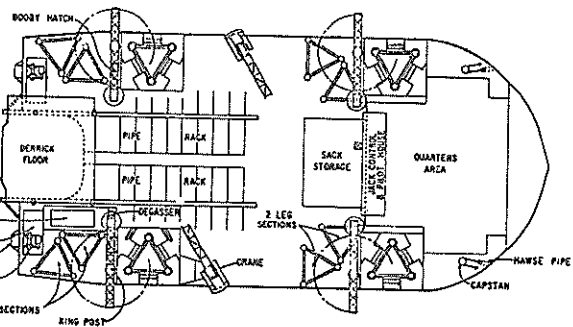 BOOBY HATCH
PIPE RACK
DERRICK
FLOOR
PIPE RACK
SACK
STORAGE
JACK CONTROL
& PILOT HOUSE
QUARTERS
AREA
DEGASSER
2 LEG
SECTIONS
CRANE
HAWSE PIPE
CAPSTAN
SECTIONS
KING POST